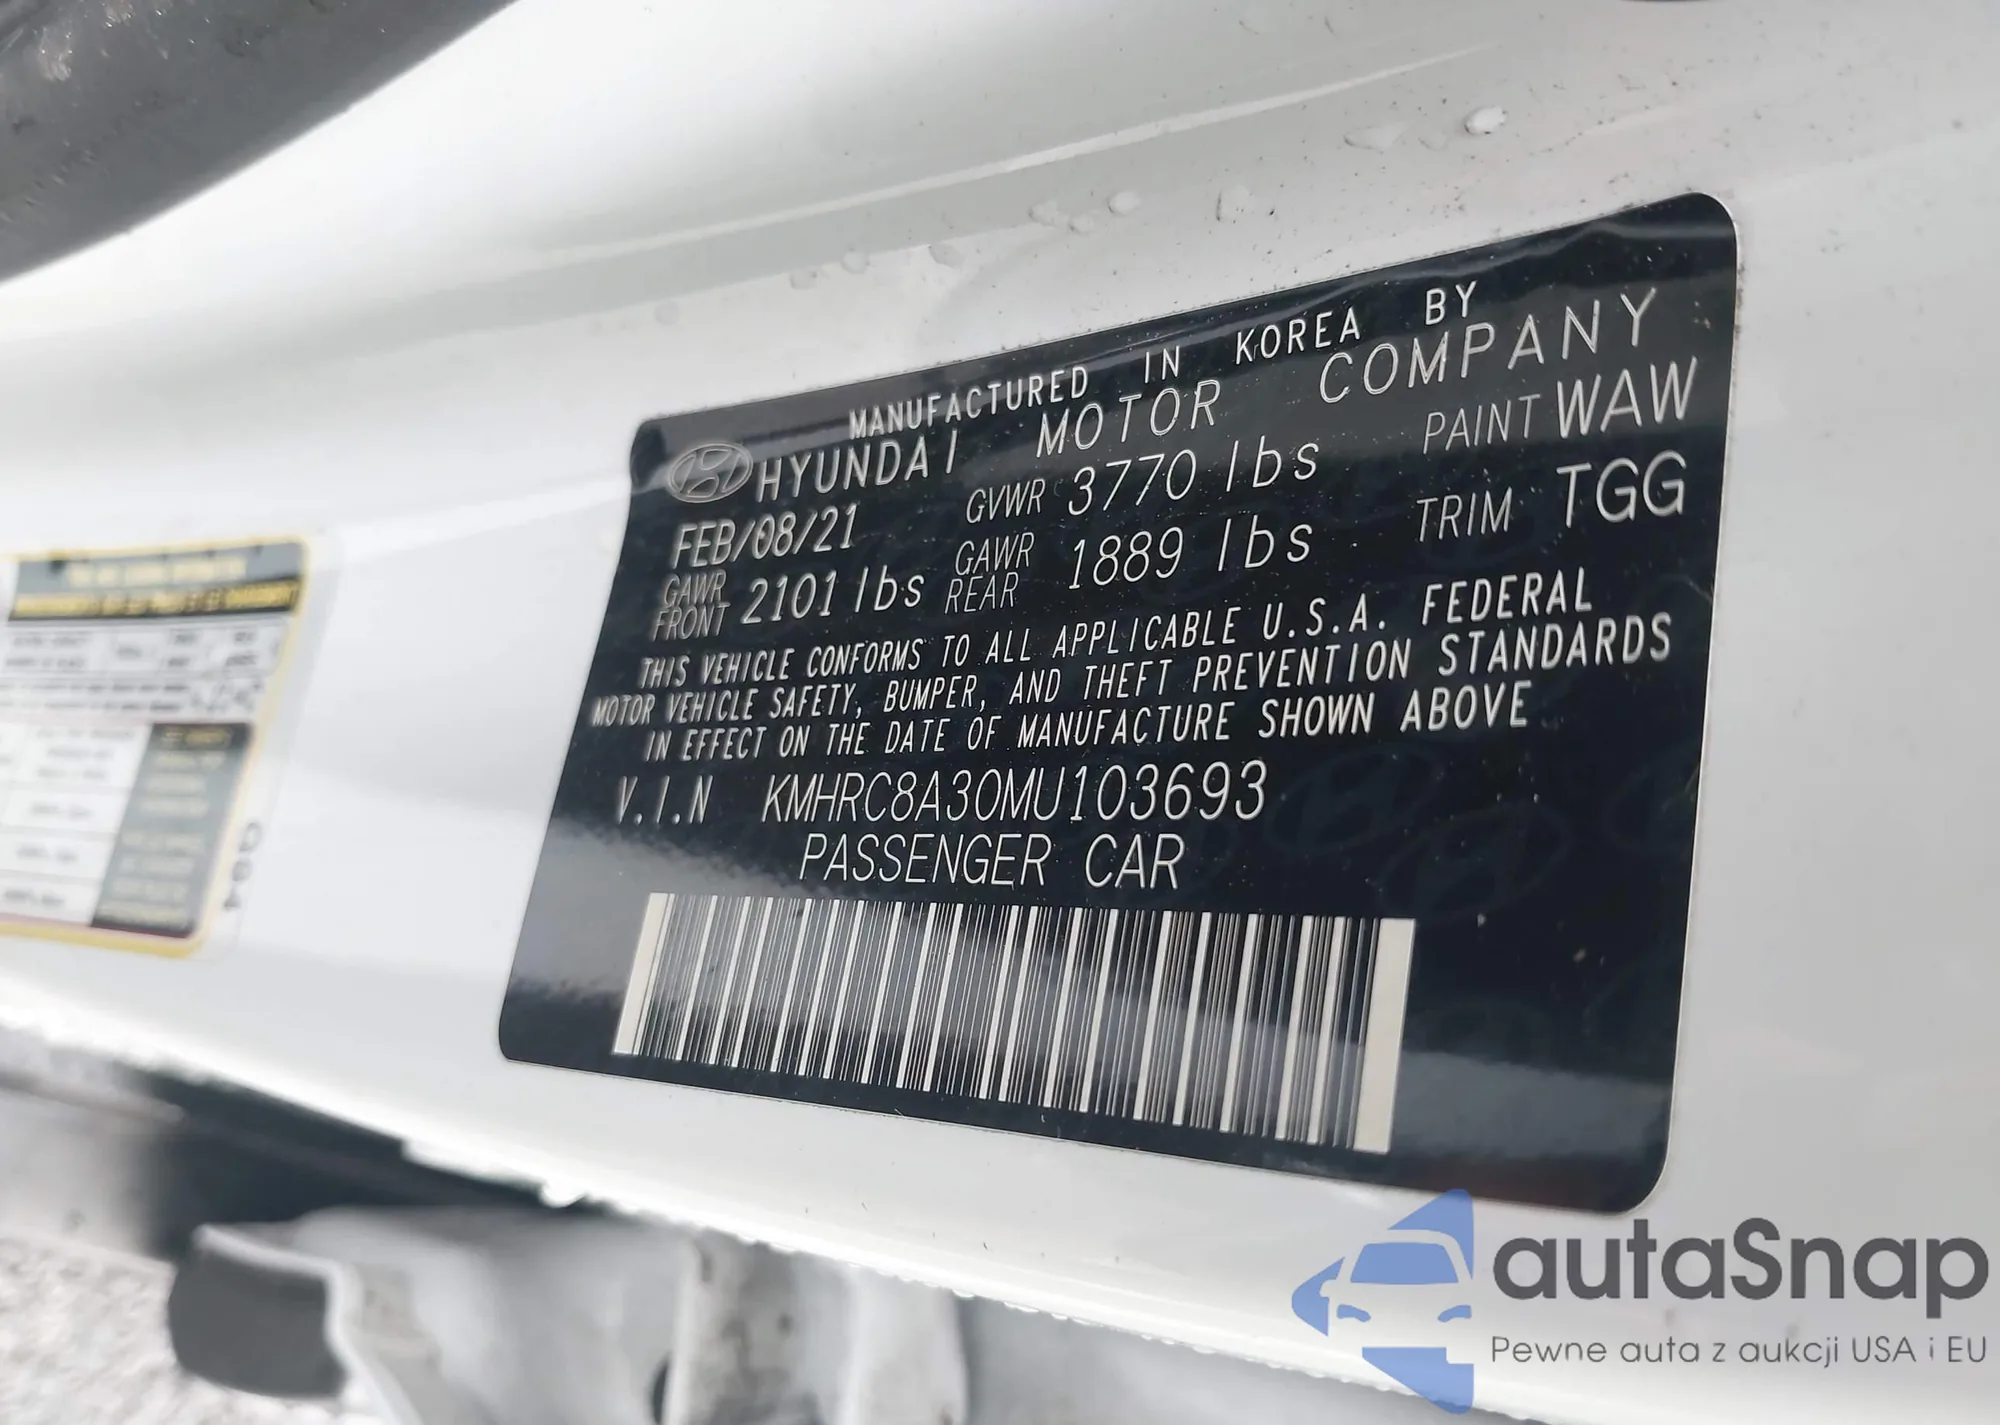 MANUFACTURED IN KOREA BY
HYUNDAI MOTOR COMPANY
FEB/08/21 GVWR 3770 lbs PAINT WAW
GAWR FRONT 2101 lbs GAWR REAR 1889 lbs TRIM TGG
THIS VEHICLE CONFORMS TO ALL APPLICABLE U.S.A. FEDERAL
MOTOR VEHICLE SAFETY, BUMPER, AND THEFT PREVENTION STANDARDS
IN EFFECT ON THE DATE OF MANUFACTURE SHOWN ABOVE
V.I.N KMHRC8A30MU103693
PASSENGER CAR
autaSnap
Pewne auta z aukcji USA i EU